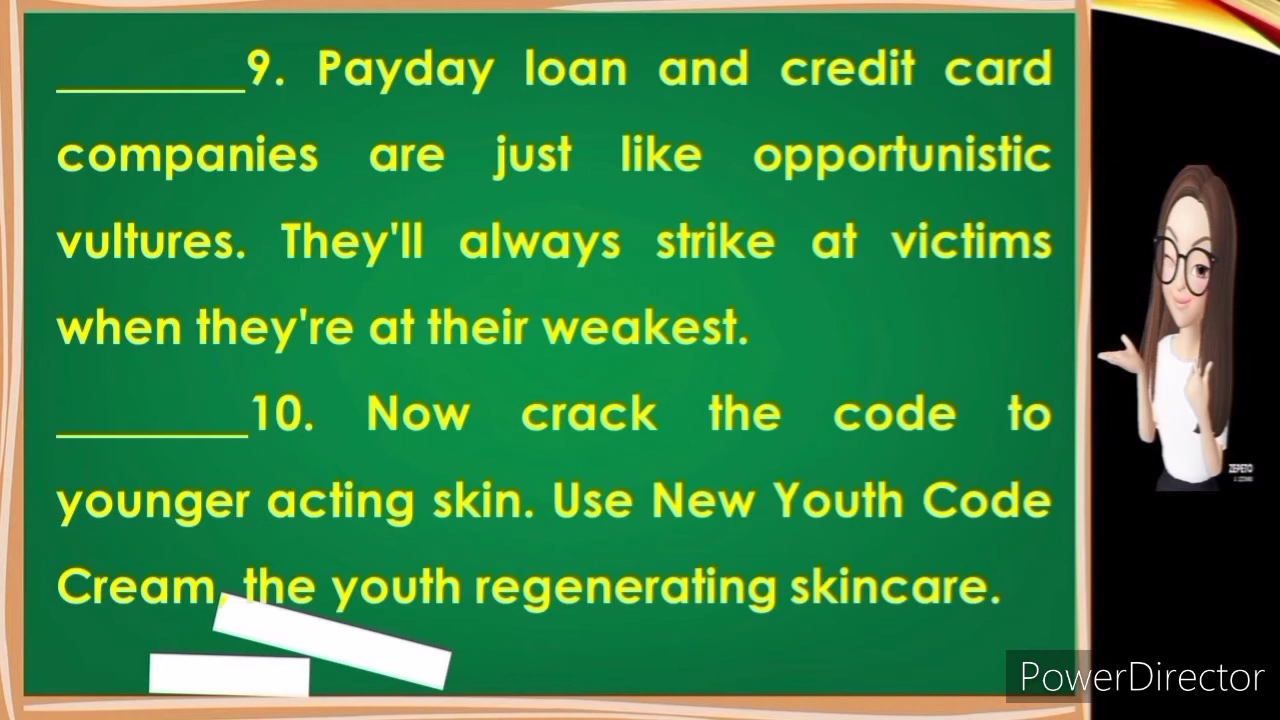 ________9. Payday loan and credit card
companies are just like opportunistic
vultures. They'll always strike at victims
when they're at their weakest.
________10. Now crack the code to
younger acting skin. Use New Youth Code
Cream, the youth regenerating skincare.
ZEPETO
PowerDirector